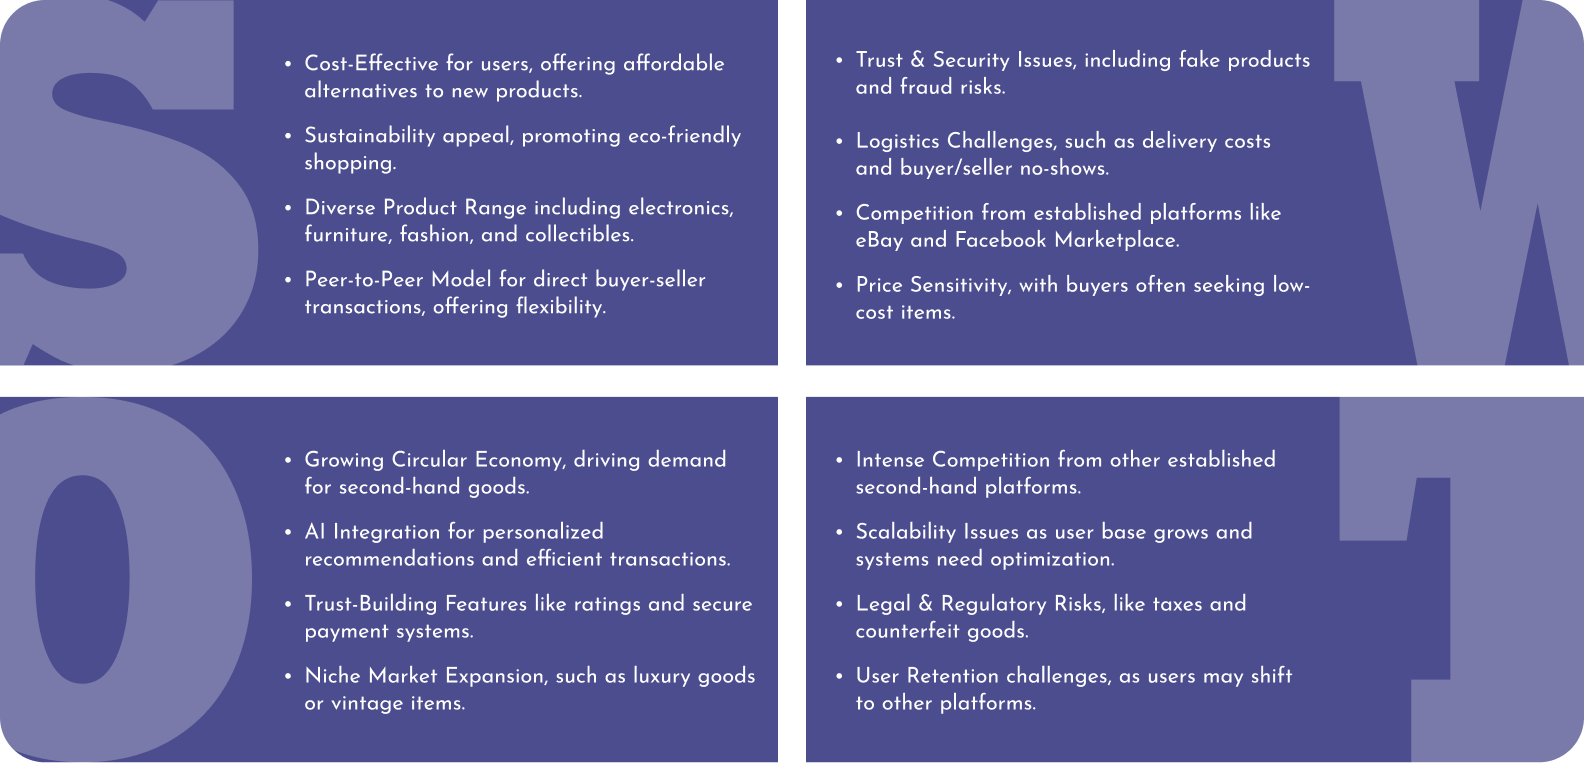 S
• Cost-Effective for users, offering affordable
alternatives to new products.
• Sustainability appeal, promoting eco-friendly
shopping.
• Diverse Product Range including electronics,
furniture, fashion, and collectibles.
• Peer-to-Peer Model for direct buyer-seller
transactions, offering flexibility.
W
• Trust & Security Issues, including fake products
and fraud risks.
• Logistics Challenges, such as delivery costs
and buyer/seller no-shows.
• Competition from established platforms like
eBay and Facebook Marketplace.
• Price Sensitivity, with buyers often seeking low-
cost items.
O
• Growing Circular Economy, driving demand
for second-hand goods.
• AI Integration for personalized
recommendations and efficient transactions.
• Trust-Building Features like ratings and secure
payment systems.
• Niche Market Expansion, such as luxury goods
or vintage items.
T
• Intense Competition from other established
second-hand platforms.
• Scalability Issues as user base grows and
systems need optimization.
• Legal & Regulatory Risks, like taxes and
counterfeit goods.
• User Retention challenges, as users may shift
to other platforms.